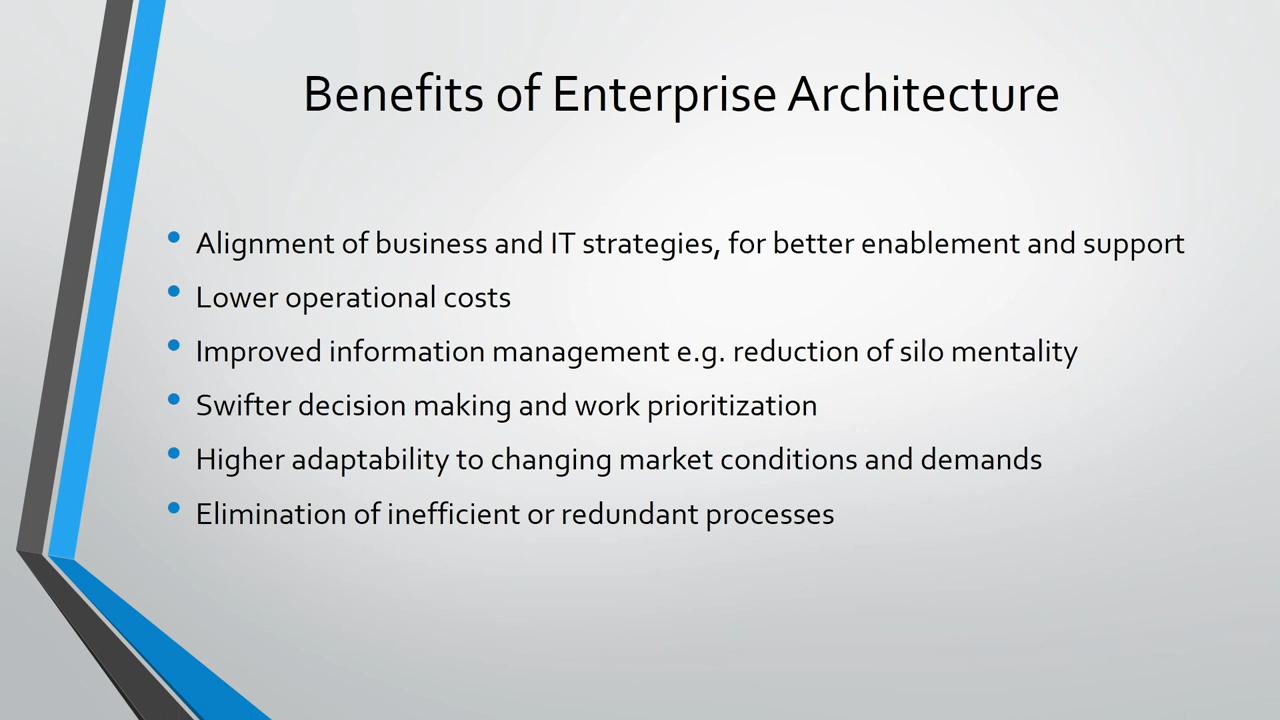 Benefits of Enterprise Architecture
• Alignment of business and IT strategies, for better enablement and support
• Lower operational costs
• Improved information management e.g. reduction of silo mentality
• Swifter decision making and work prioritization
• Higher adaptability to changing market conditions and demands
• Elimination of inefficient or redundant processes